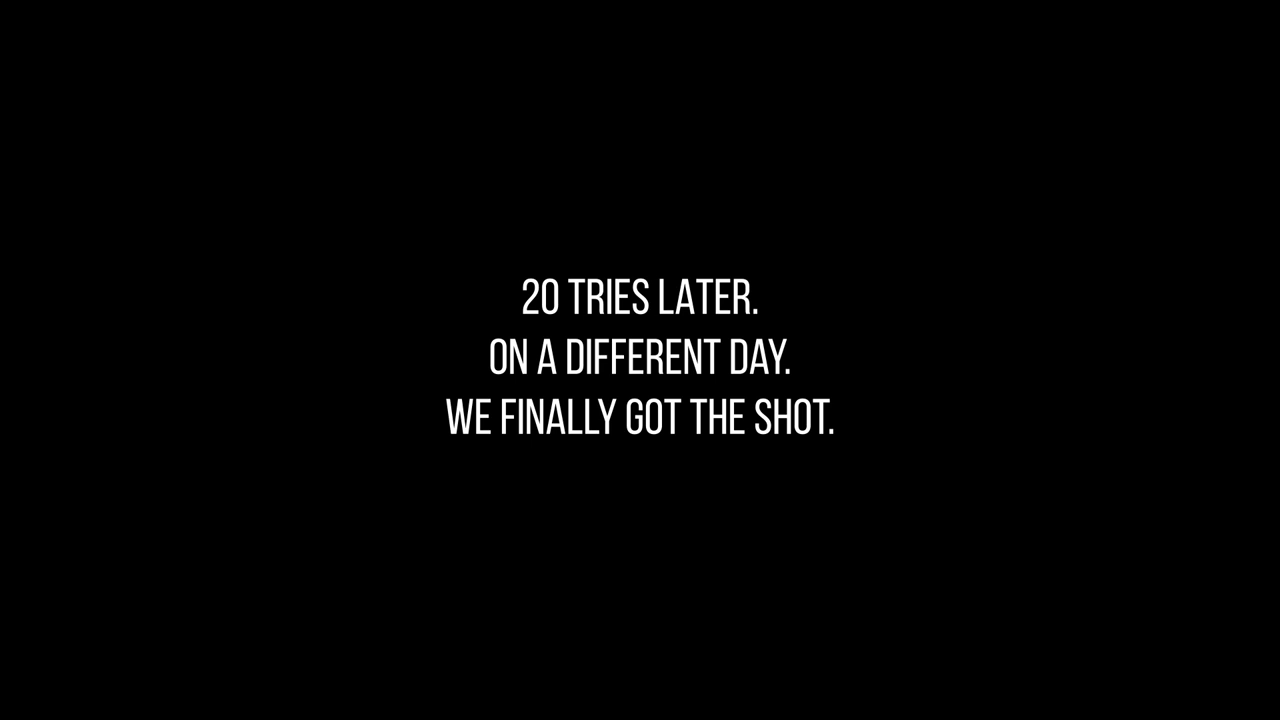 20 TRIES LATER.
ON A DIFFERENT DAY.
WE FINALLY GOT THE SHOT.